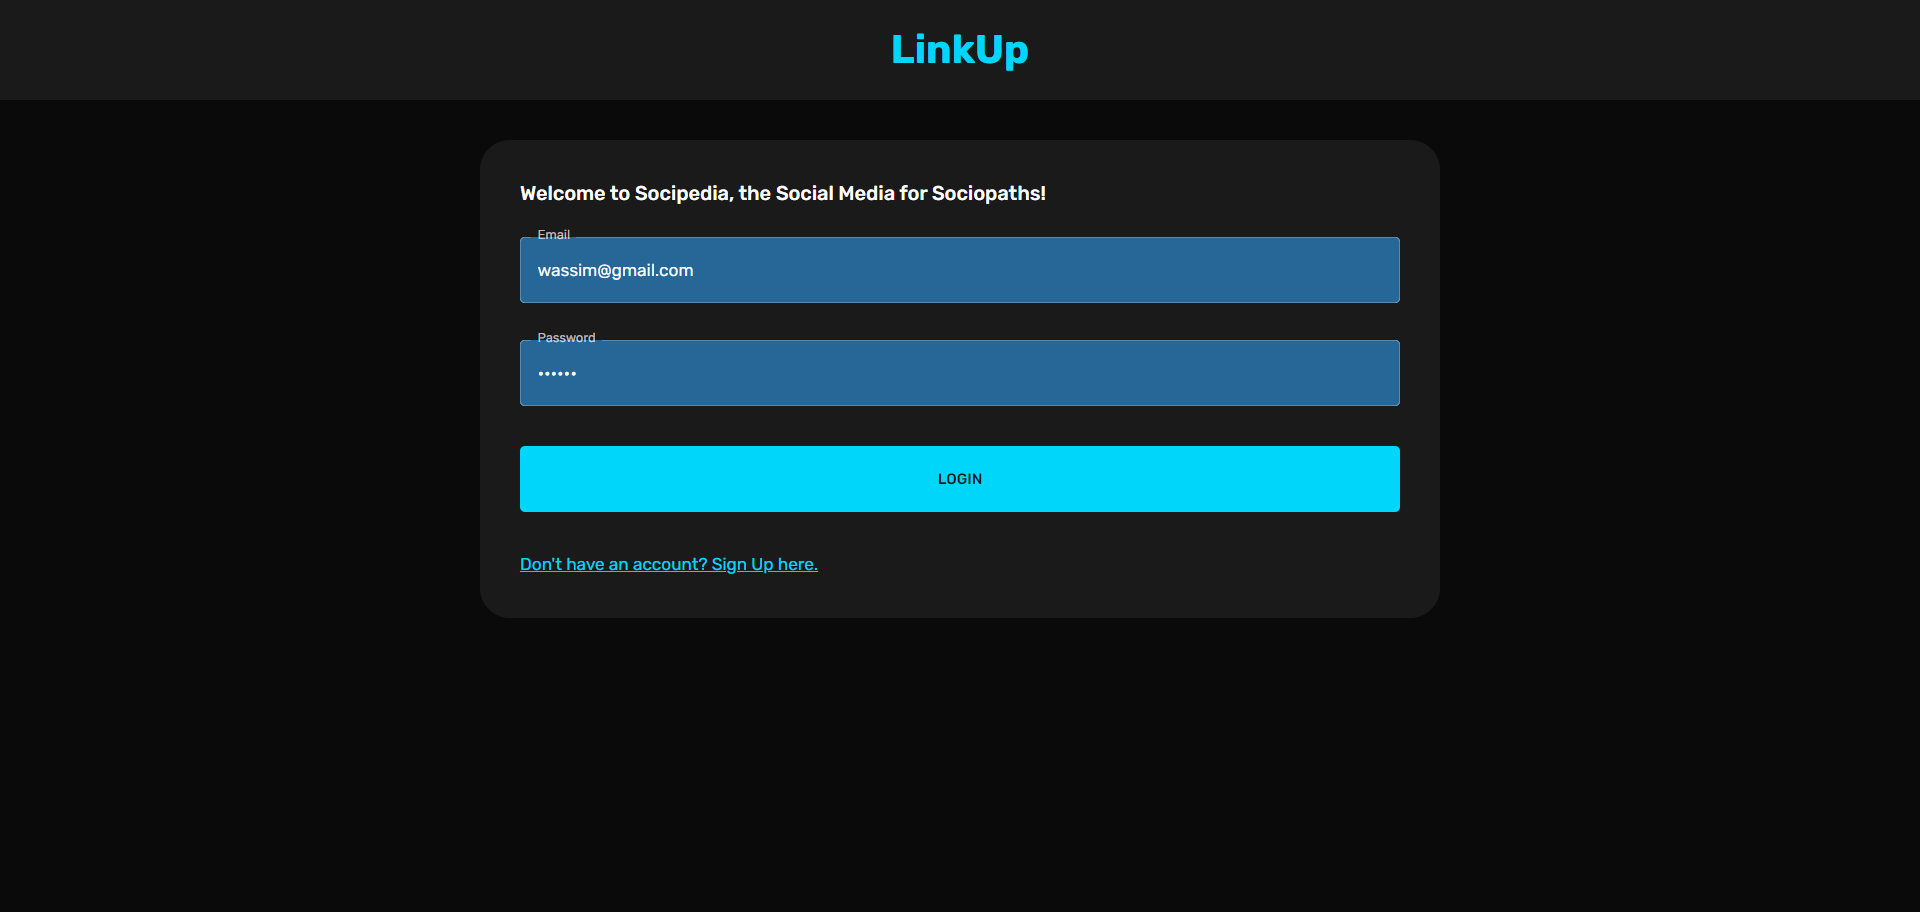 LinkUp
Welcome to Socipedia, the Social Media for Sociopaths!
Email
wassim@gmail.com
Password
••••••
LOGIN
Don't have an account? Sign Up here.